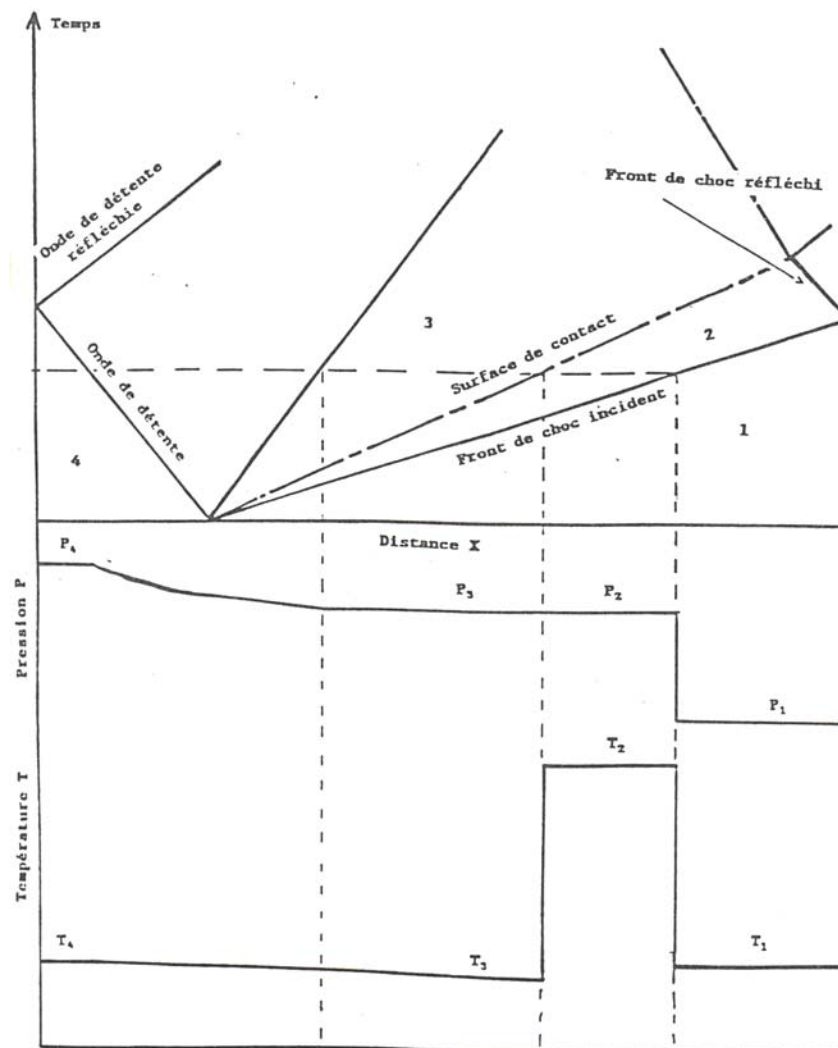 Temps
Onde de détente
réfléchie
Front de choc réfléchi
3
Surface de contact
2
Onde de détente
Front de choc incident
4
1
Distance X
P₄
P₃
P₂
Pression P
P₁
T₂
Température T
T₄
T₃
T₁